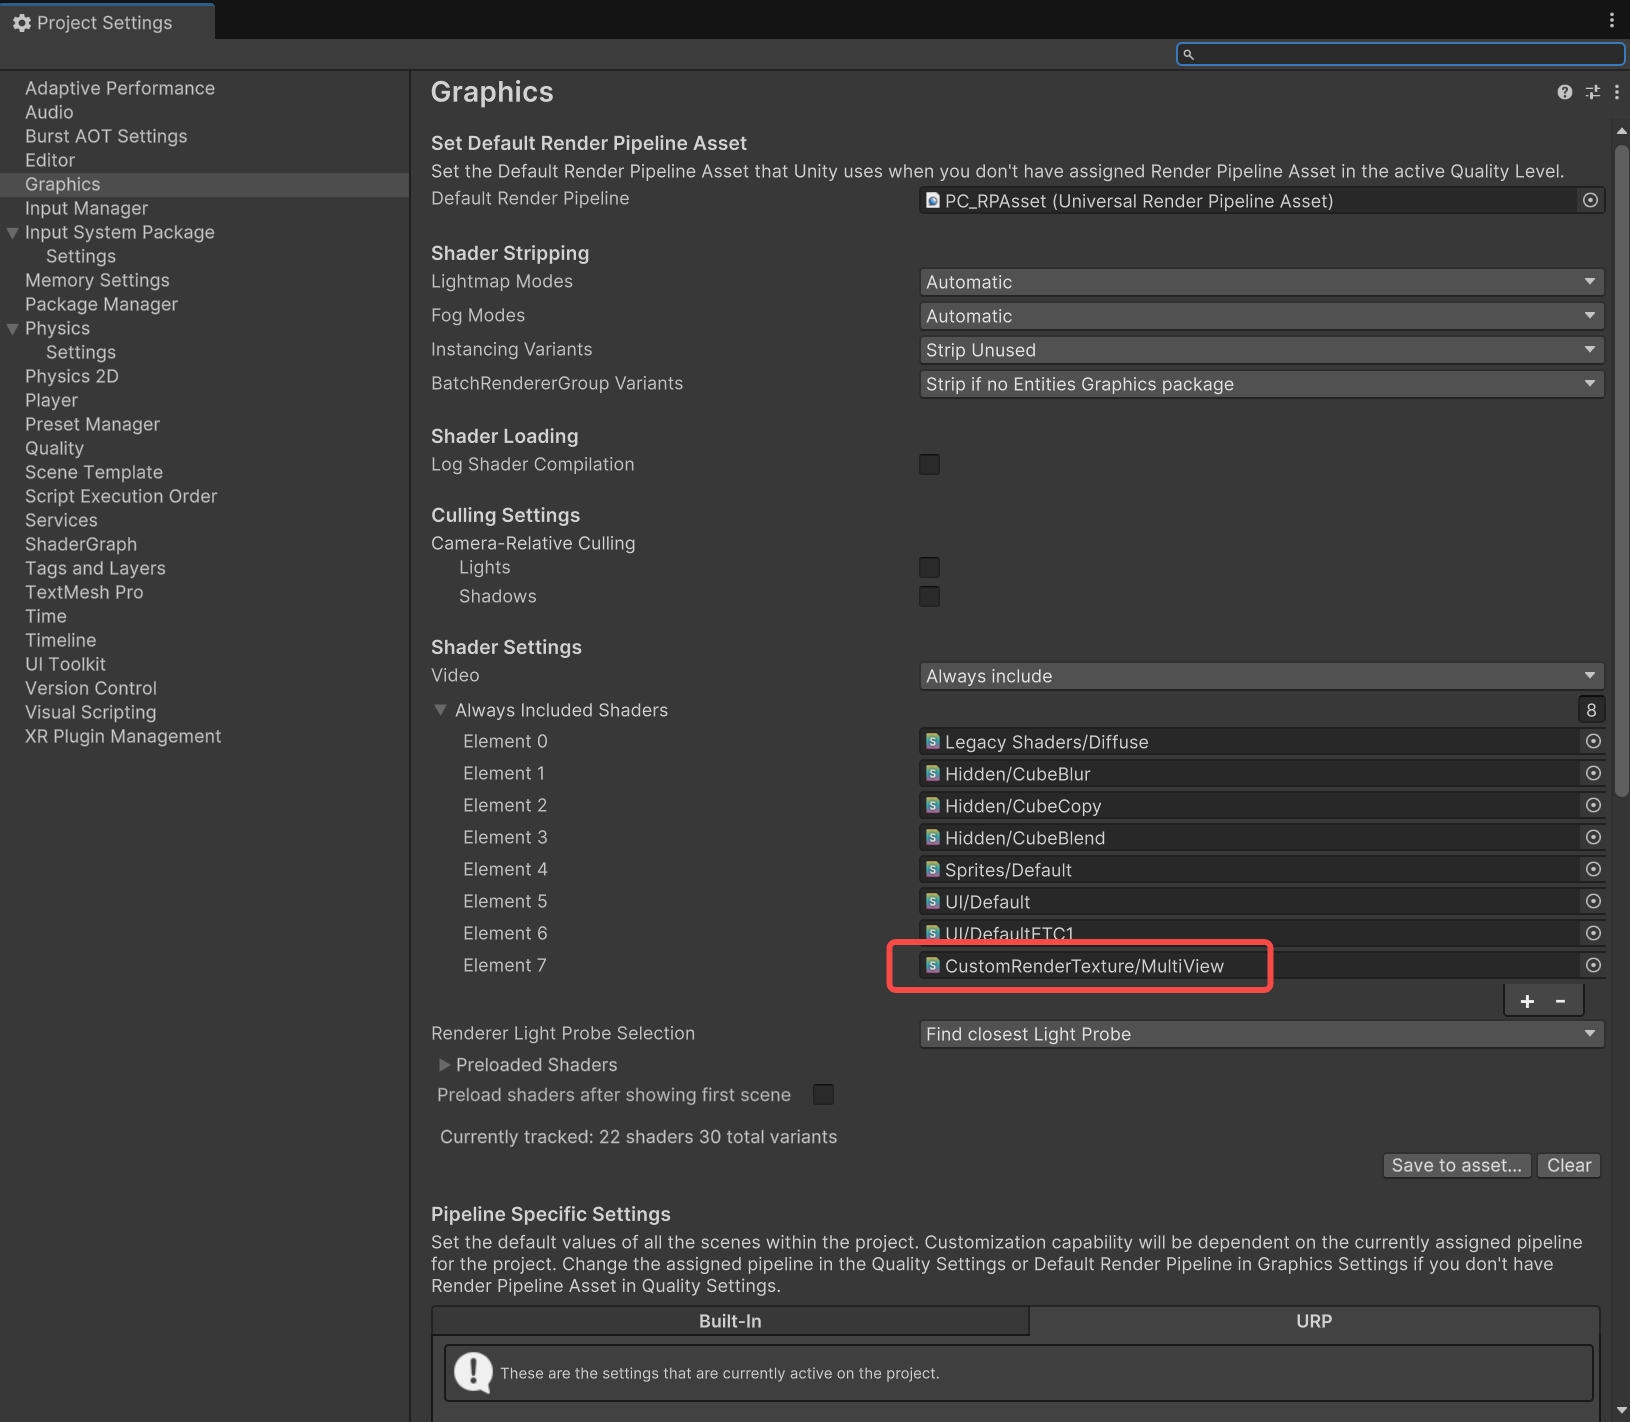 Project Settings
Adaptive Performance
Audio
Burst AOT Settings
Editor
Graphics
Input Manager
Input System Package
Settings
Memory Settings
Package Manager
Physics
Settings
Physics 2D
Player
Preset Manager
Quality
Scene Template
Script Execution Order
Services
ShaderGraph
Tags and Layers
TextMesh Pro
Time
Timeline
UI Toolkit
Version Control
Visual Scripting
XR Plugin Management
Graphics
Set Default Render Pipeline Asset
Set the Default Render Pipeline Asset that Unity uses when you don't have assigned Render Pipeline Asset in the active Quality Level.
Default Render Pipeline PC_RPAsset (Universal Render Pipeline Asset)
Shader Stripping
Lightmap Modes Automatic
Fog Modes Automatic
Instancing Variants Strip Unused
BatchRendererGroup Variants Strip if no Entities Graphics package
Shader Loading
Log Shader Compilation
Culling Settings
Camera-Relative Culling
Lights
Shadows
Shader Settings
Video Always include
Always Included Shaders 8
Element 0 Legacy Shaders/Diffuse
Element 1 Hidden/CubeBlur
Element 2 Hidden/CubeCopy
Element 3 Hidden/CubeBlend
Element 4 Sprites/Default
Element 5 UI/Default
Element 6 UI/DefaultETC1
Element 7 CustomRenderTexture/MultiView
+ -
Renderer Light Probe Selection Find closest Light Probe
Preloaded Shaders
Preload shaders after showing first scene
Currently tracked: 22 shaders 30 total variants
Save to asset... Clear
Pipeline Specific Settings
Set the default values of all the scenes within the project. Customization capability will be dependent on the currently assigned pipeline
for the project. Change the assigned pipeline in the Quality Settings or Default Render Pipeline in Graphics Settings if you don't have
Render Pipeline Asset in Quality Settings.
Built-In URP
These are the settings that are currently active on the project.